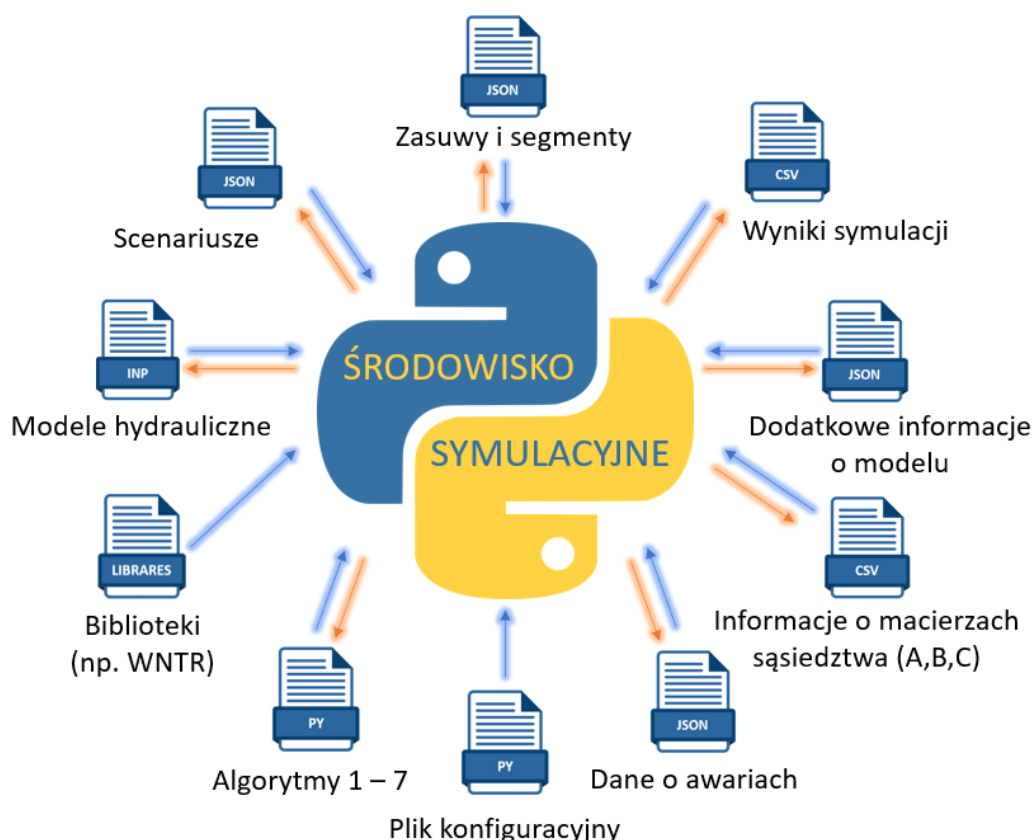 JSON
Zasuwy i segmenty
JSON
Scenariusze
CSV
Wyniki symulacji
ŚRODOWISKO
SYMULACYJNE
INP
Modele hydrauliczne
JSON
Dodatkowe informacje
o modelu
LIBRARES
Biblioteki
(np. WNTR)
CSV
Informacje o macierzach
sąsiedztwa (A,B,C)
PY
Algorytmy 1 – 7
PY
Plik konfiguracyjny
JSON
Dane o awariach